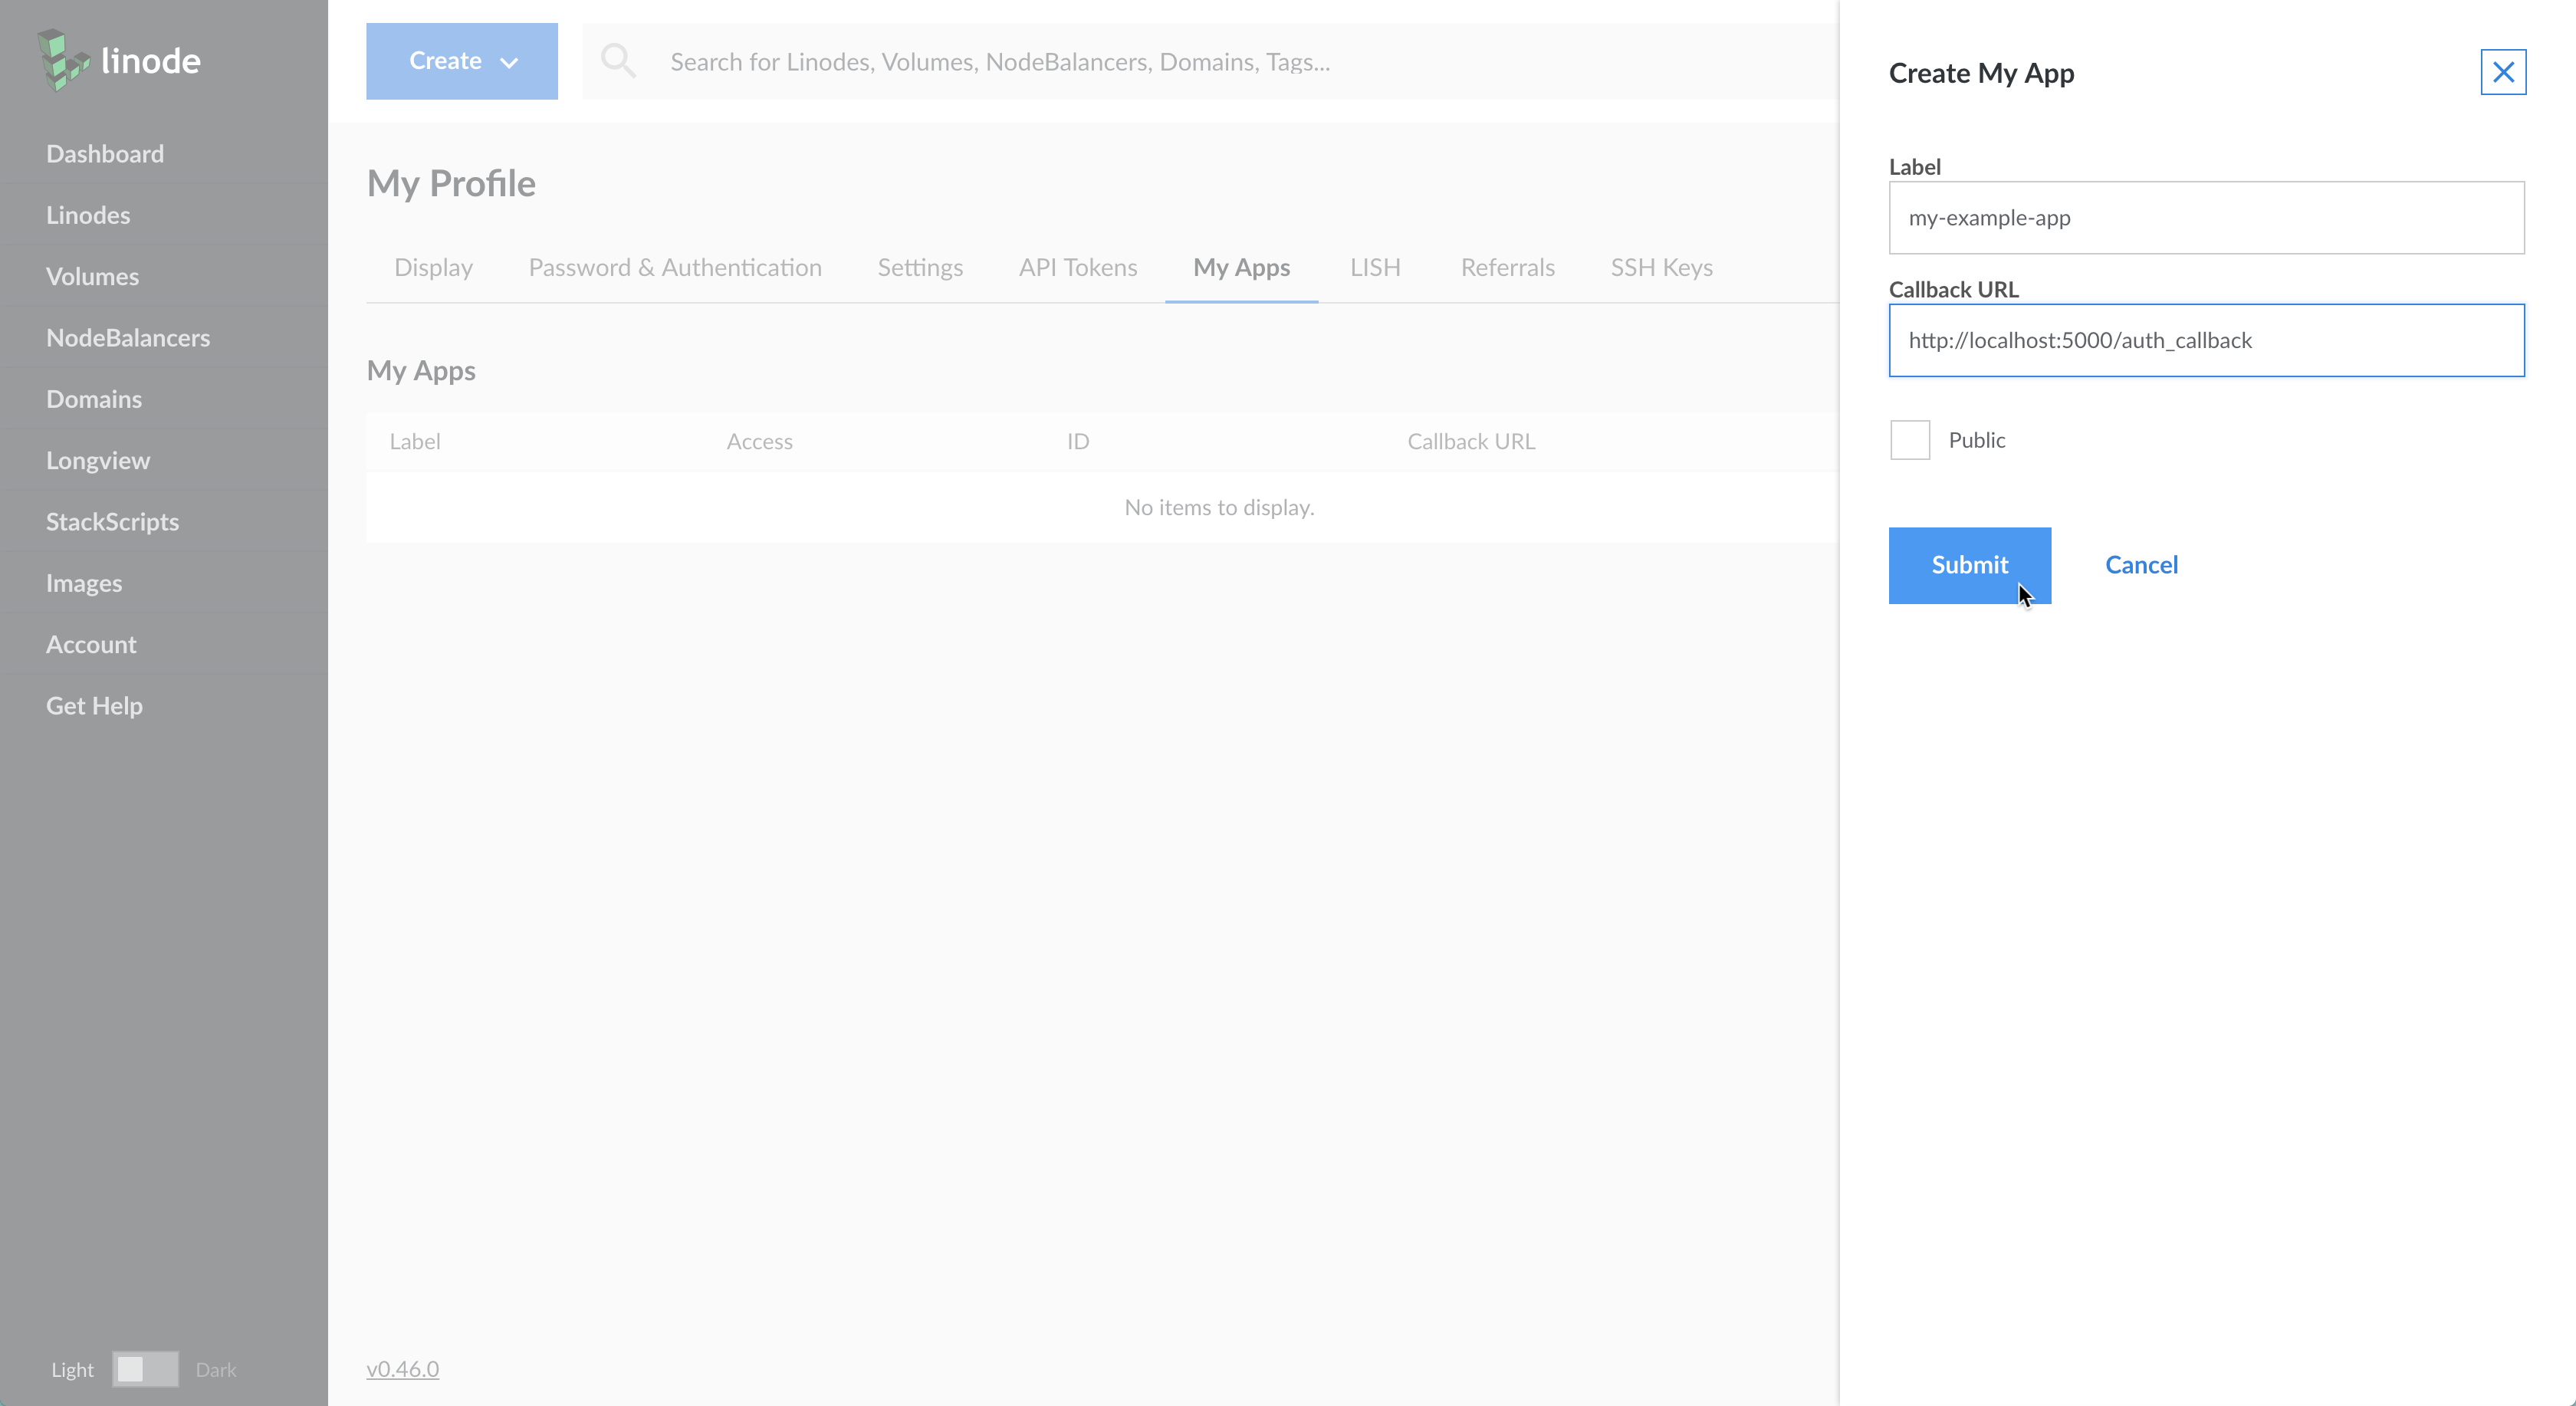 linode
Dashboard
Linodes
Volumes
NodeBalancers
Domains
Longview
StackScripts
Images
Account
Get Help
Light Dark
Create
Search for Linodes, Volumes, NodeBalancers, Domains, Tags...
My Profile
Display Password & Authentication Settings API Tokens My Apps LISH Referrals SSH Keys
My Apps
Label Access ID Callback URL
No items to display.
v0.46.0
Create My App
Label
my-example-app
Callback URL
http://localhost:5000/auth_callback
Public
Submit Cancel